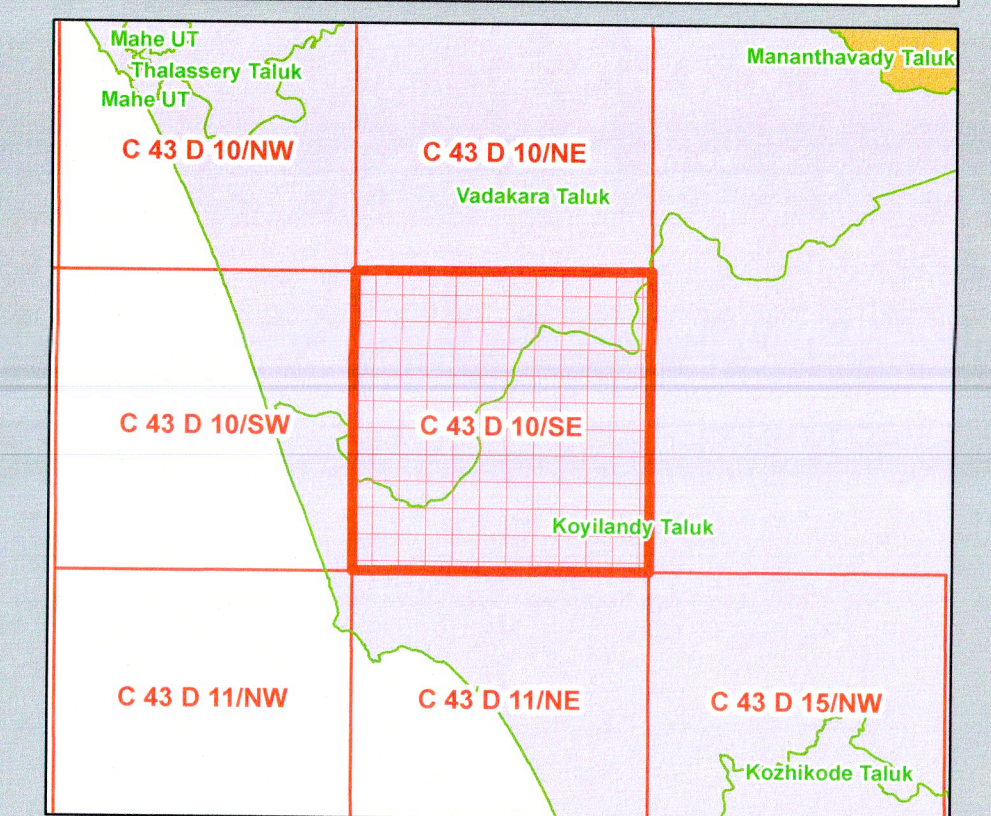 Mahe UT
Thalassery Taluk
Mahe UT
Mananthavady Taluk
C 43 D 10/NW
C 43 D 10/NE
Vadakara Taluk
C 43 D 10/SW
C 43 D 10/SE
Koyilandy Taluk
C 43 D 11/NW
C 43 D 11/NE
C 43 D 15/NW
Kozhikode Taluk